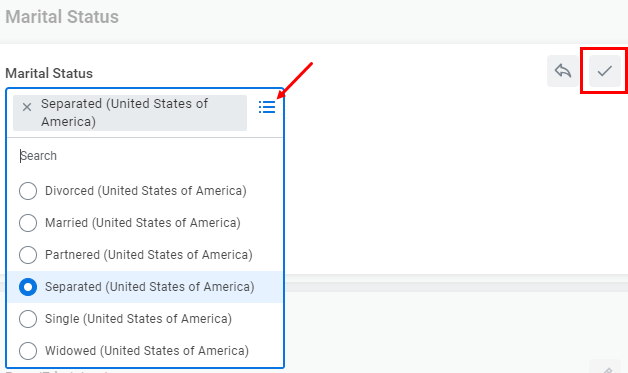 Marital Status
Marital Status
Separated (United States of
America)
Search
Divorced (United States of America)
Married (United States of America)
Partnered (United States of America)
Separated (United States of America)
Single (United States of America)
Widowed (United States of America)